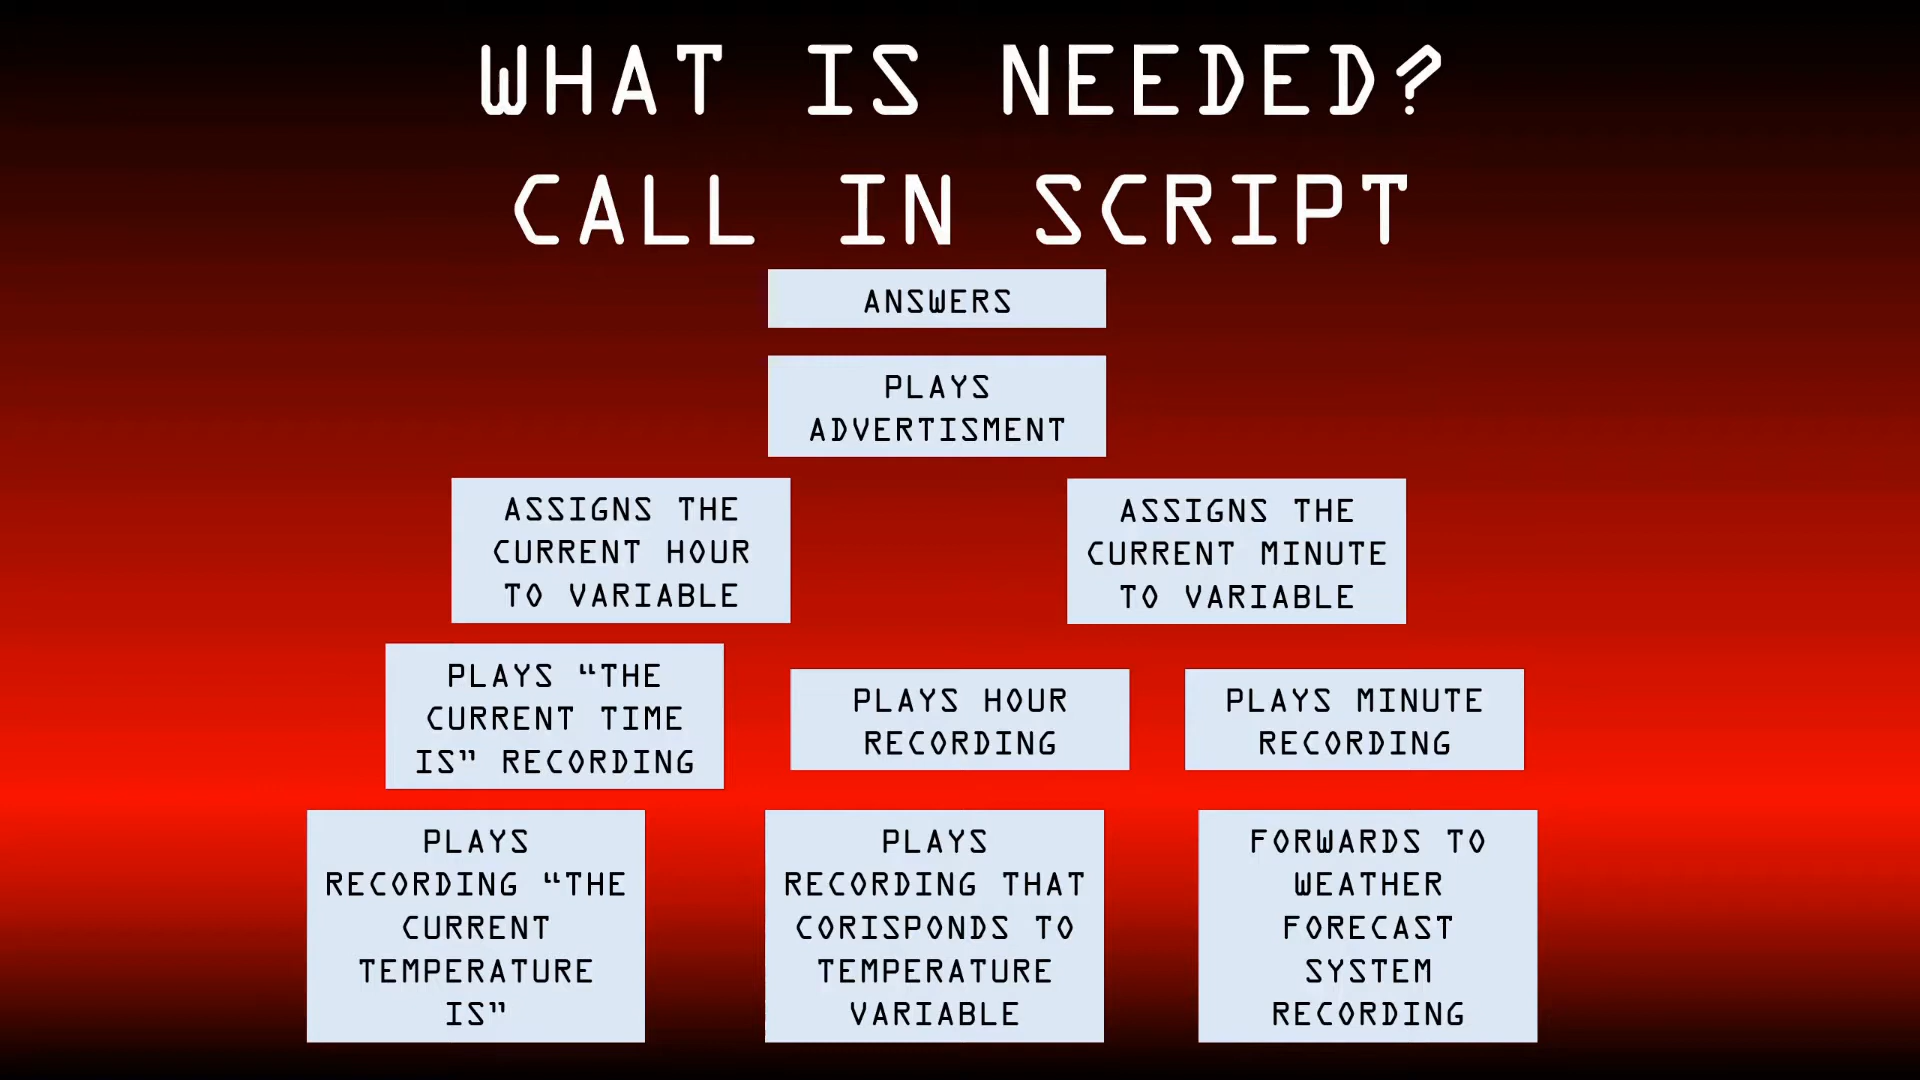 WHAT IS NEEDED?
CALL IN SCRIPT
ANSWERS
PLAYS
ADVERTISMENT
ASSIGNS THE
CURRENT HOUR
TO VARIABLE
ASSIGNS THE
CURRENT MINUTE
TO VARIABLE
PLAYS “THE
CURRENT TIME
IS” RECORDING
PLAYS HOUR
RECORDING
PLAYS MINUTE
RECORDING
PLAYS
RECORDING “THE
CURRENT
TEMPERATURE
IS”
PLAYS
RECORDING THAT
CORISPONDS TO
TEMPERATURE
VARIABLE
FORWARDS TO
WEATHER
FORECAST
SYSTEM
RECORDING